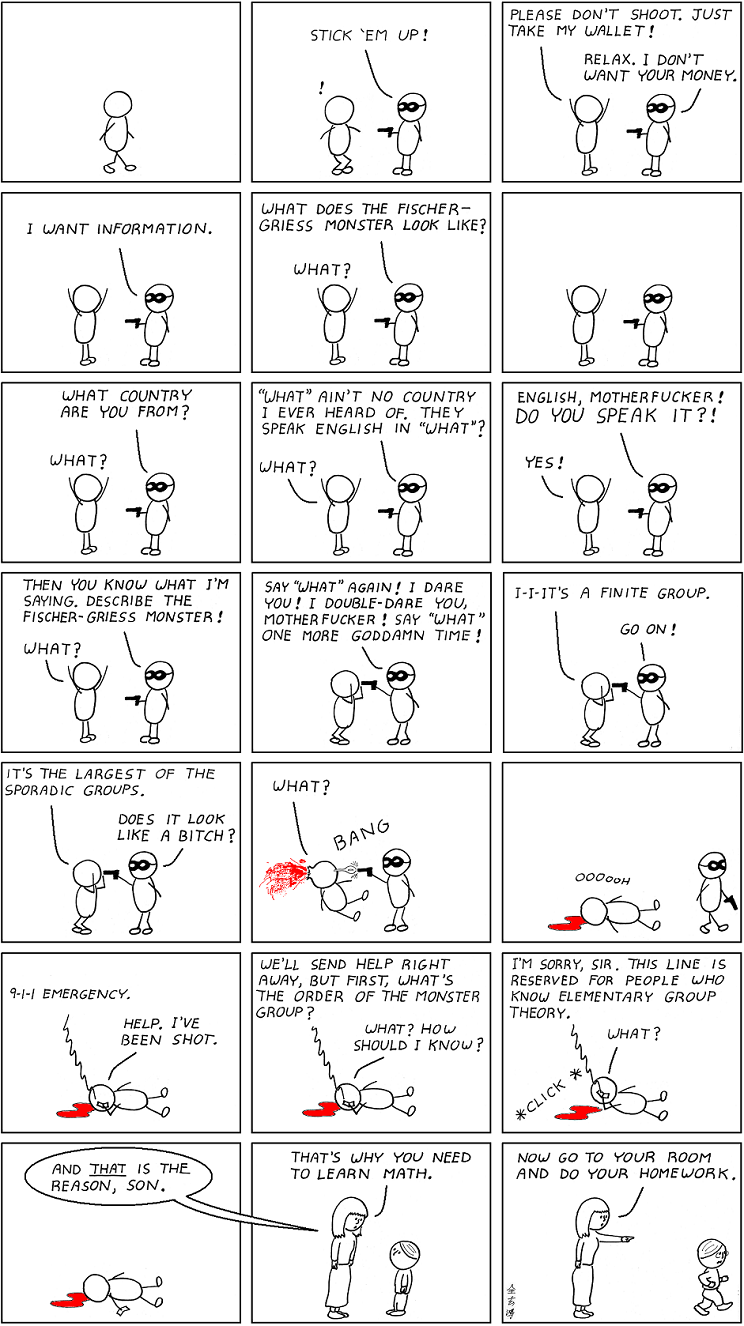 STICK 'EM UP!
!
PLEASE DON'T SHOOT. JUST
TAKE MY WALLET!
RELAX. I DON'T
WANT YOUR MONEY.
I WANT INFORMATION.
WHAT DOES THE FISCHER-
GRIESS MONSTER LOOK LIKE?
WHAT?
WHAT COUNTRY
ARE YOU FROM?
WHAT?
"WHAT" AIN'T NO COUNTRY
I EVER HEARD OF. THEY
SPEAK ENGLISH IN "WHAT"?
WHAT?
ENGLISH, MOTHERFUCKER!
DO YOU SPEAK IT?!
YES!
THEN YOU KNOW WHAT I'M
SAYING. DESCRIBE THE
FISCHER-GRIESS MONSTER!
WHAT?
SAY "WHAT" AGAIN! I DARE
YOU! I DOUBLE-DARE YOU,
MOTHERFUCKER! SAY "WHAT"
ONE MORE GODDAMN TIME!
I-I-IT'S A FINITE GROUP.
GO ON!
IT'S THE LARGEST OF THE
SPORADIC GROUPS.
DOES IT LOOK
LIKE A BITCH?
WHAT?
BANG
OOOOOH
9-1-1 EMERGENCY.
HELP. I'VE
BEEN SHOT.
WE'LL SEND HELP RIGHT
AWAY, BUT FIRST, WHAT'S
THE ORDER OF THE MONSTER
GROUP?
WHAT? HOW
SHOULD I KNOW?
I'M SORRY, SIR. THIS LINE IS
RESERVED FOR PEOPLE WHO
KNOW ELEMENTARY GROUP
THEORY.
WHAT?
*CLICK*
AND THAT IS THE
REASON, SON.
THAT'S WHY YOU NEED
TO LEARN MATH.
NOW GO TO YOUR ROOM
AND DO YOUR HOMEWORK.